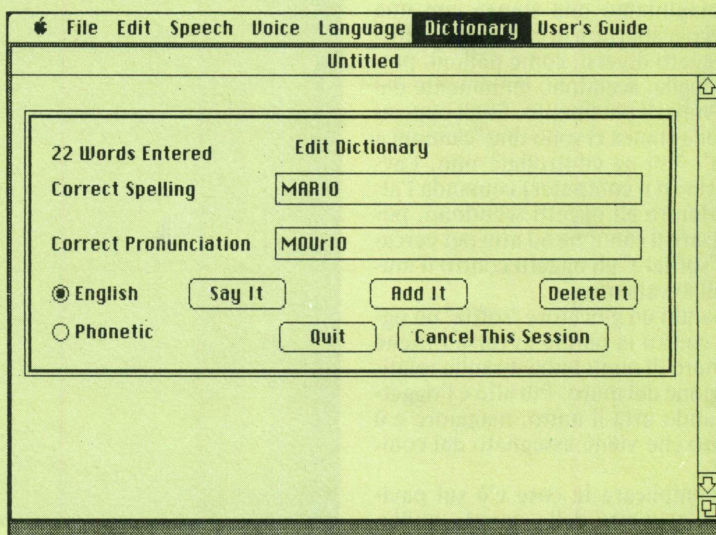 File Edit Speech Voice Language Dictionary User's Guide
Untitled
Edit Dictionary
22 Words Entered
Correct Spelling MARIO
Correct Pronunciation MOUrIO
English Say It Add It Delete It
Phonetic Quit Cancel This Session